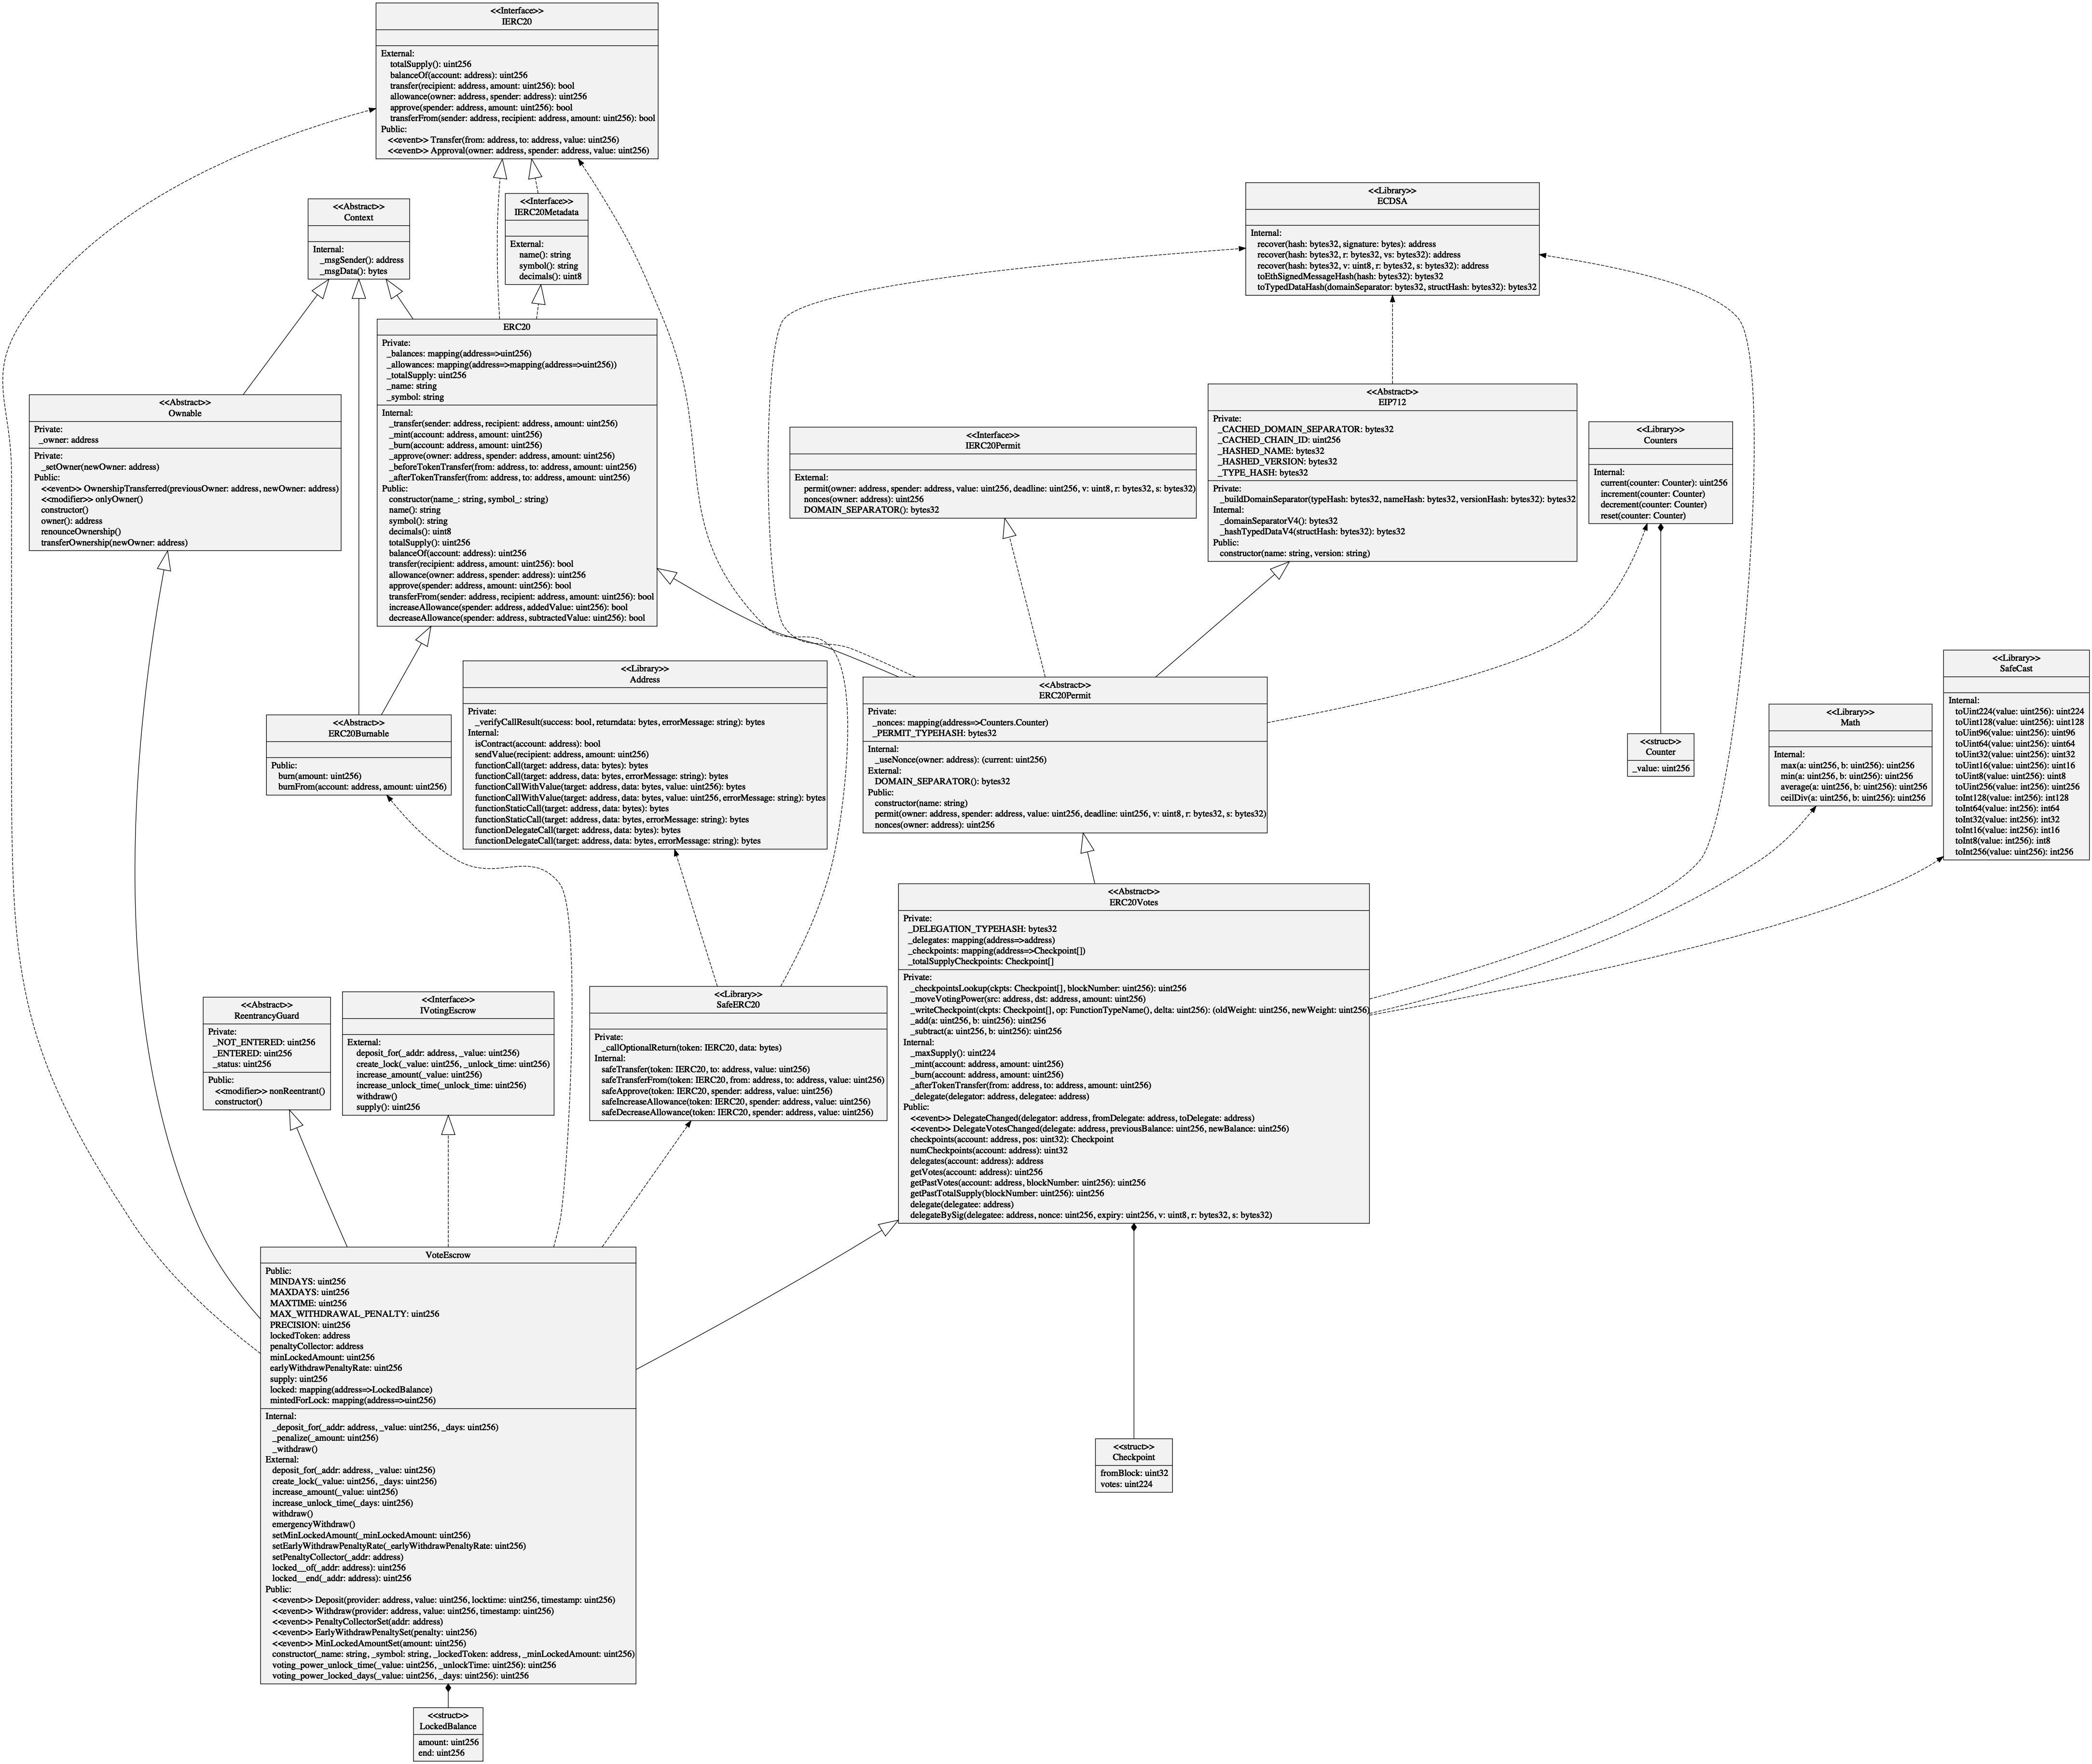 <<Interface>>
IERC20
External:
totalSupply(): uint256
balanceOf(account: address): uint256
transfer(recipient: address, amount: uint256): bool
allowance(owner: address, spender: address): uint256
approve(spender: address, amount: uint256): bool
transferFrom(sender: address, recipient: address, amount: uint256): bool
Public:
<<event>> Transfer(from: address, to: address, value: uint256)
<<event>> Approval(owner: address, spender: address, value: uint256)
<<Abstract>>
Context
Internal:
_msgSender(): address
_msgData(): bytes
<<Interface>>
IERC20Metadata
External:
name(): string
symbol(): string
decimals(): uint8
<<Library>>
ECDSA
Internal:
recover(hash: bytes32, signature: bytes): address
recover(hash: bytes32, r: bytes32, vs: bytes32): address
recover(hash: bytes32, v: uint8, r: bytes32, s: bytes32): address
toEthSignedMessageHash(hash: bytes32): bytes32
toTypedDataHash(domainSeparator: bytes32, structHash: bytes32): bytes32
<<Abstract>>
Ownable
Private:
_owner: address
Private:
_setOwner(newOwner: address)
Public:
<<event>> OwnershipTransferred(previousOwner: address, newOwner: address)
<<modifier>> onlyOwner()
constructor()
owner(): address
renounceOwnership()
transferOwnership(newOwner: address)
ERC20
Private:
_balances: mapping(address=>uint256)
_allowances: mapping(address=>mapping(address=>uint256))
_totalSupply: uint256
_name: string
_symbol: string
Internal:
_transfer(sender: address, recipient: address, amount: uint256)
_mint(account: address, amount: uint256)
_burn(account: address, amount: uint256)
_approve(owner: address, spender: address, amount: uint256)
_beforeTokenTransfer(from: address, to: address, amount: uint256)
_afterTokenTransfer(from: address, to: address, amount: uint256)
Public:
constructor(name_: string, symbol_: string)
name(): string
symbol(): string
decimals(): uint8
totalSupply(): uint256
balanceOf(account: address): uint256
transfer(recipient: address, amount: uint256): bool
allowance(owner: address, spender: address): uint256
approve(spender: address, amount: uint256): bool
transferFrom(sender: address, recipient: address, amount: uint256): bool
increaseAllowance(spender: address, addedValue: uint256): bool
decreaseAllowance(spender: address, subtractedValue: uint256): bool
<<Interface>>
IERC20Permit
External:
permit(owner: address, spender: address, value: uint256, deadline: uint256, v: uint8, r: bytes32, s: bytes32)
nonces(owner: address): uint256
DOMAIN_SEPARATOR(): bytes32
<<Abstract>>
EIP712
Private:
_CACHED_DOMAIN_SEPARATOR: bytes32
_CACHED_CHAIN_ID: uint256
_HASHED_NAME: bytes32
_HASHED_VERSION: bytes32
_TYPE_HASH: bytes32
Private:
_buildDomainSeparator(typeHash: bytes32, nameHash: bytes32, versionHash: bytes32): bytes32
Internal:
_domainSeparatorV4(): bytes32
_hashTypedDataV4(structHash: bytes32): bytes32
Public:
constructor(name: string, version: string)
<<Library>>
Counters
Internal:
current(counter: Counter): uint256
increment(counter: Counter)
decrement(counter: Counter)
reset(counter: Counter)
<<Abstract>>
ERC20Burnable
Public:
burn(amount: uint256)
burnFrom(account: address, amount: uint256)
<<Library>>
Address
Private:
_verifyCallResult(success: bool, returndata: bytes, errorMessage: string): bytes
Internal:
isContract(account: address): bool
sendValue(recipient: address, amount: uint256)
functionCall(target: address, data: bytes): bytes
functionCall(target: address, data: bytes, errorMessage: string): bytes
functionCallWithValue(target: address, data: bytes, value: uint256): bytes
functionCallWithValue(target: address, data: bytes, value: uint256, errorMessage: string): bytes
functionStaticCall(target: address, data: bytes): bytes
functionStaticCall(target: address, data: bytes, errorMessage: string): bytes
functionDelegateCall(target: address, data: bytes): bytes
functionDelegateCall(target: address, data: bytes, errorMessage: string): bytes
<<Abstract>>
ERC20Permit
Private:
_nonces: mapping(address=>Counters.Counter)
_PERMIT_TYPEHASH: bytes32
Internal:
_useNonce(owner: address): (current: uint256)
External:
DOMAIN_SEPARATOR(): bytes32
Public:
constructor(name: string)
permit(owner: address, spender: address, value: uint256, deadline: uint256, v: uint8, r: bytes32, s: bytes32)
nonces(owner: address): uint256
<<struct>>
Counter
_value: uint256
<<Library>>
Math
Internal:
max(a: uint256, b: uint256): uint256
min(a: uint256, b: uint256): uint256
average(a: uint256, b: uint256): uint256
ceilDiv(a: uint256, b: uint256): uint256
<<Library>>
SafeCast
Internal:
toUint224(value: uint256): uint224
toUint128(value: uint256): uint128
toUint96(value: uint256): uint96
toUint64(value: uint256): uint64
toUint32(value: uint256): uint32
toUint16(value: uint256): uint16
toUint8(value: uint256): uint8
toUint256(value: int256): uint256
toInt128(value: int256): int128
toInt64(value: int256): int64
toInt32(value: int256): int32
toInt16(value: int256): int16
toInt8(value: int256): int8
toInt256(value: uint256): int256
<<Abstract>>
ReentrancyGuard
Private:
_NOT_ENTERED: uint256
_ENTERED: uint256
_status: uint256
Public:
<<modifier>> nonReentrant()
constructor()
<<Interface>>
IVotingEscrow
External:
deposit_for(_addr: address, _value: uint256)
create_lock(_value: uint256, _unlock_time: uint256)
increase_amount(_value: uint256)
increase_unlock_time(_unlock_time: uint256)
withdraw()
supply(): uint256
<<Library>>
SafeERC20
Private:
_callOptionalReturn(token: IERC20, data: bytes)
Internal:
safeTransfer(token: IERC20, to: address, value: uint256)
safeTransferFrom(token: IERC20, from: address, to: address, value: uint256)
safeApprove(token: IERC20, spender: address, value: uint256)
safeIncreaseAllowance(token: IERC20, spender: address, value: uint256)
safeDecreaseAllowance(token: IERC20, spender: address, value: uint256)
<<Abstract>>
ERC20Votes
Private:
_DELEGATION_TYPEHASH: bytes32
_delegates: mapping(address=>address)
_checkpoints: mapping(address=>Checkpoint[])
_totalSupplyCheckpoints: Checkpoint[]
Private:
_checkpointsLookup(ckpts: Checkpoint[], blockNumber: uint256): uint256
_moveVotingPower(src: address, dst: address, amount: uint256)
_writeCheckpoint(ckpts: Checkpoint[], op: FunctionTypeName(), delta: uint256): (oldWeight: uint256, newWeight: uint256)
_add(a: uint256, b: uint256): uint256
_subtract(a: uint256, b: uint256): uint256
Internal:
_maxSupply(): uint224
_mint(account: address, amount: uint256)
_burn(account: address, amount: uint256)
_afterTokenTransfer(from: address, to: address, amount: uint256)
_delegate(delegator: address, delegatee: address)
Public:
<<event>> DelegateChanged(delegator: address, fromDelegate: address, toDelegate: address)
<<event>> DelegateVotesChanged(delegate: address, previousBalance: uint256, newBalance: uint256)
checkpoints(account: address, pos: uint32): Checkpoint
numCheckpoints(account: address): uint32
delegates(account: address): address
getVotes(account: address): uint256
getPastVotes(account: address, blockNumber: uint256): uint256
getPastTotalSupply(blockNumber: uint256): uint256
delegate(delegatee: address)
delegateBySig(delegatee: address, nonce: uint256, expiry: uint256, v: uint8, r: bytes32, s: bytes32)
VoteEscrow
Public:
MINDAYS: uint256
MAXDAYS: uint256
MAXTIME: uint256
MAX_WITHDRAWAL_PENALTY: uint256
PRECISION: uint256
lockedToken: address
penaltyCollector: address
minLockedAmount: uint256
earlyWithdrawPenaltyRate: uint256
supply: uint256
locked: mapping(address=>LockedBalance)
mintedForLock: mapping(address=>uint256)
Internal:
_deposit_for(_addr: address, _value: uint256, _days: uint256)
_penalize(_amount: uint256)
_withdraw()
External:
deposit_for(_addr: address, _value: uint256)
create_lock(_value: uint256, _days: uint256)
increase_amount(_value: uint256)
increase_unlock_time(_days: uint256)
withdraw()
emergencyWithdraw()
setMinLockedAmount(_minLockedAmount: uint256)
setEarlyWithdrawPenaltyRate(_earlyWithdrawPenaltyRate: uint256)
setPenaltyCollector(_addr: address)
locked__of(_addr: address): uint256
locked__end(_addr: address): uint256
Public:
<<event>> Deposit(provider: address, value: uint256, locktime: uint256, timestamp: uint256)
<<event>> Withdraw(provider: address, value: uint256, timestamp: uint256)
<<event>> PenaltyCollectorSet(addr: address)
<<event>> EarlyWithdrawPenaltySet(penalty: uint256)
<<event>> MinLockedAmountSet(amount: uint256)
constructor(_name: string, _symbol: string, _lockedToken: address, _minLockedAmount: uint256)
voting_power_unlock_time(_value: uint256, _unlockTime: uint256): uint256
voting_power_locked_days(_value: uint256, _days: uint256): uint256
<<struct>>
Checkpoint
fromBlock: uint32
votes: uint224
<<struct>>
LockedBalance
amount: uint256
end: uint256